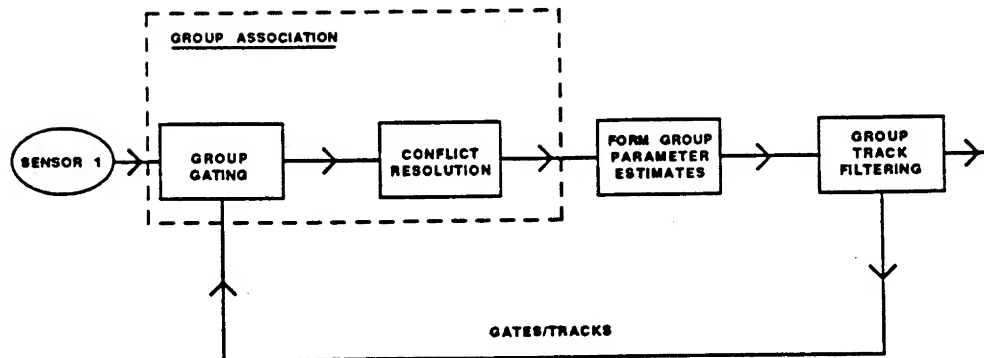 GROUP ASSOCIATION
SENSOR 1
GROUP
GATING
CONFLICT
RESOLUTION
FORM GROUP
PARAMETER
ESTIMATES
GROUP
TRACK
FILTERING
GATES/TRACKS